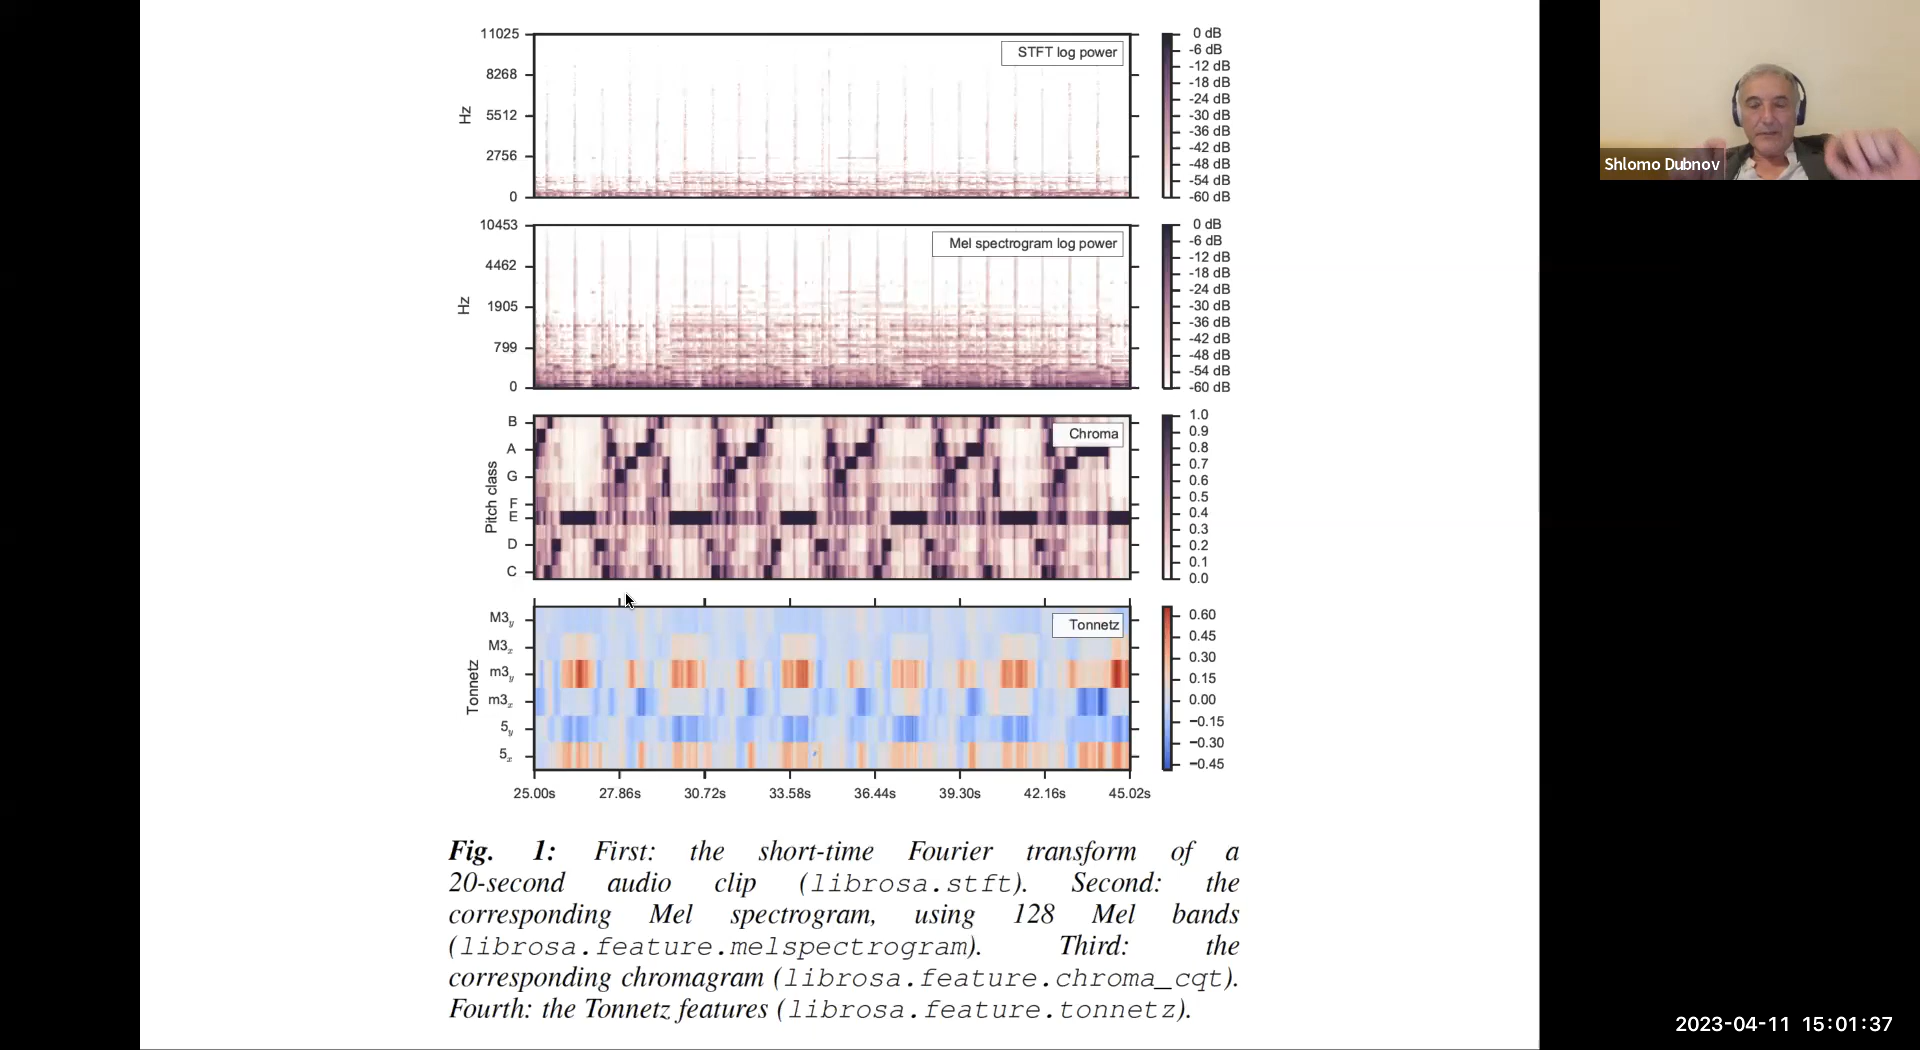 11025
8268
5512
2756
0
Hz
STFT log power
0 dB
-6 dB
-12 dB
-18 dB
-24 dB
-30 dB
-36 dB
-42 dB
-48 dB
-54 dB
-60 dB
10453
4462
1905
799
0
Hz
Mel spectrogram log power
0 dB
-6 dB
-12 dB
-18 dB
-24 dB
-30 dB
-36 dB
-42 dB
-48 dB
-54 dB
-60 dB
B
A
G
F
E
D
C
Pitch class
Chroma
1.0
0.9
0.8
0.7
0.6
0.5
0.4
0.3
0.2
0.1
0.0
M3y
M3x
m3y
m3x
5y
5x
Tonnetz
Tonnetz
0.60
0.45
0.30
0.15
0.00
−0.15
−0.30
−0.45
25.00s 27.86s 30.72s 33.58s 36.44s 39.30s 42.16s 45.02s
Fig. 1: First: the short-time Fourier transform of a
20-second audio clip (librosa.stft). Second: the
corresponding Mel spectrogram, using 128 Mel bands
(librosa.feature.melspectrogram). Third: the
corresponding chromagram (librosa.feature.chroma_cqt).
Fourth: the Tonnetz features (librosa.feature.tonnetz).
Shlomo Dubnov
2023-04-11 15:01:37